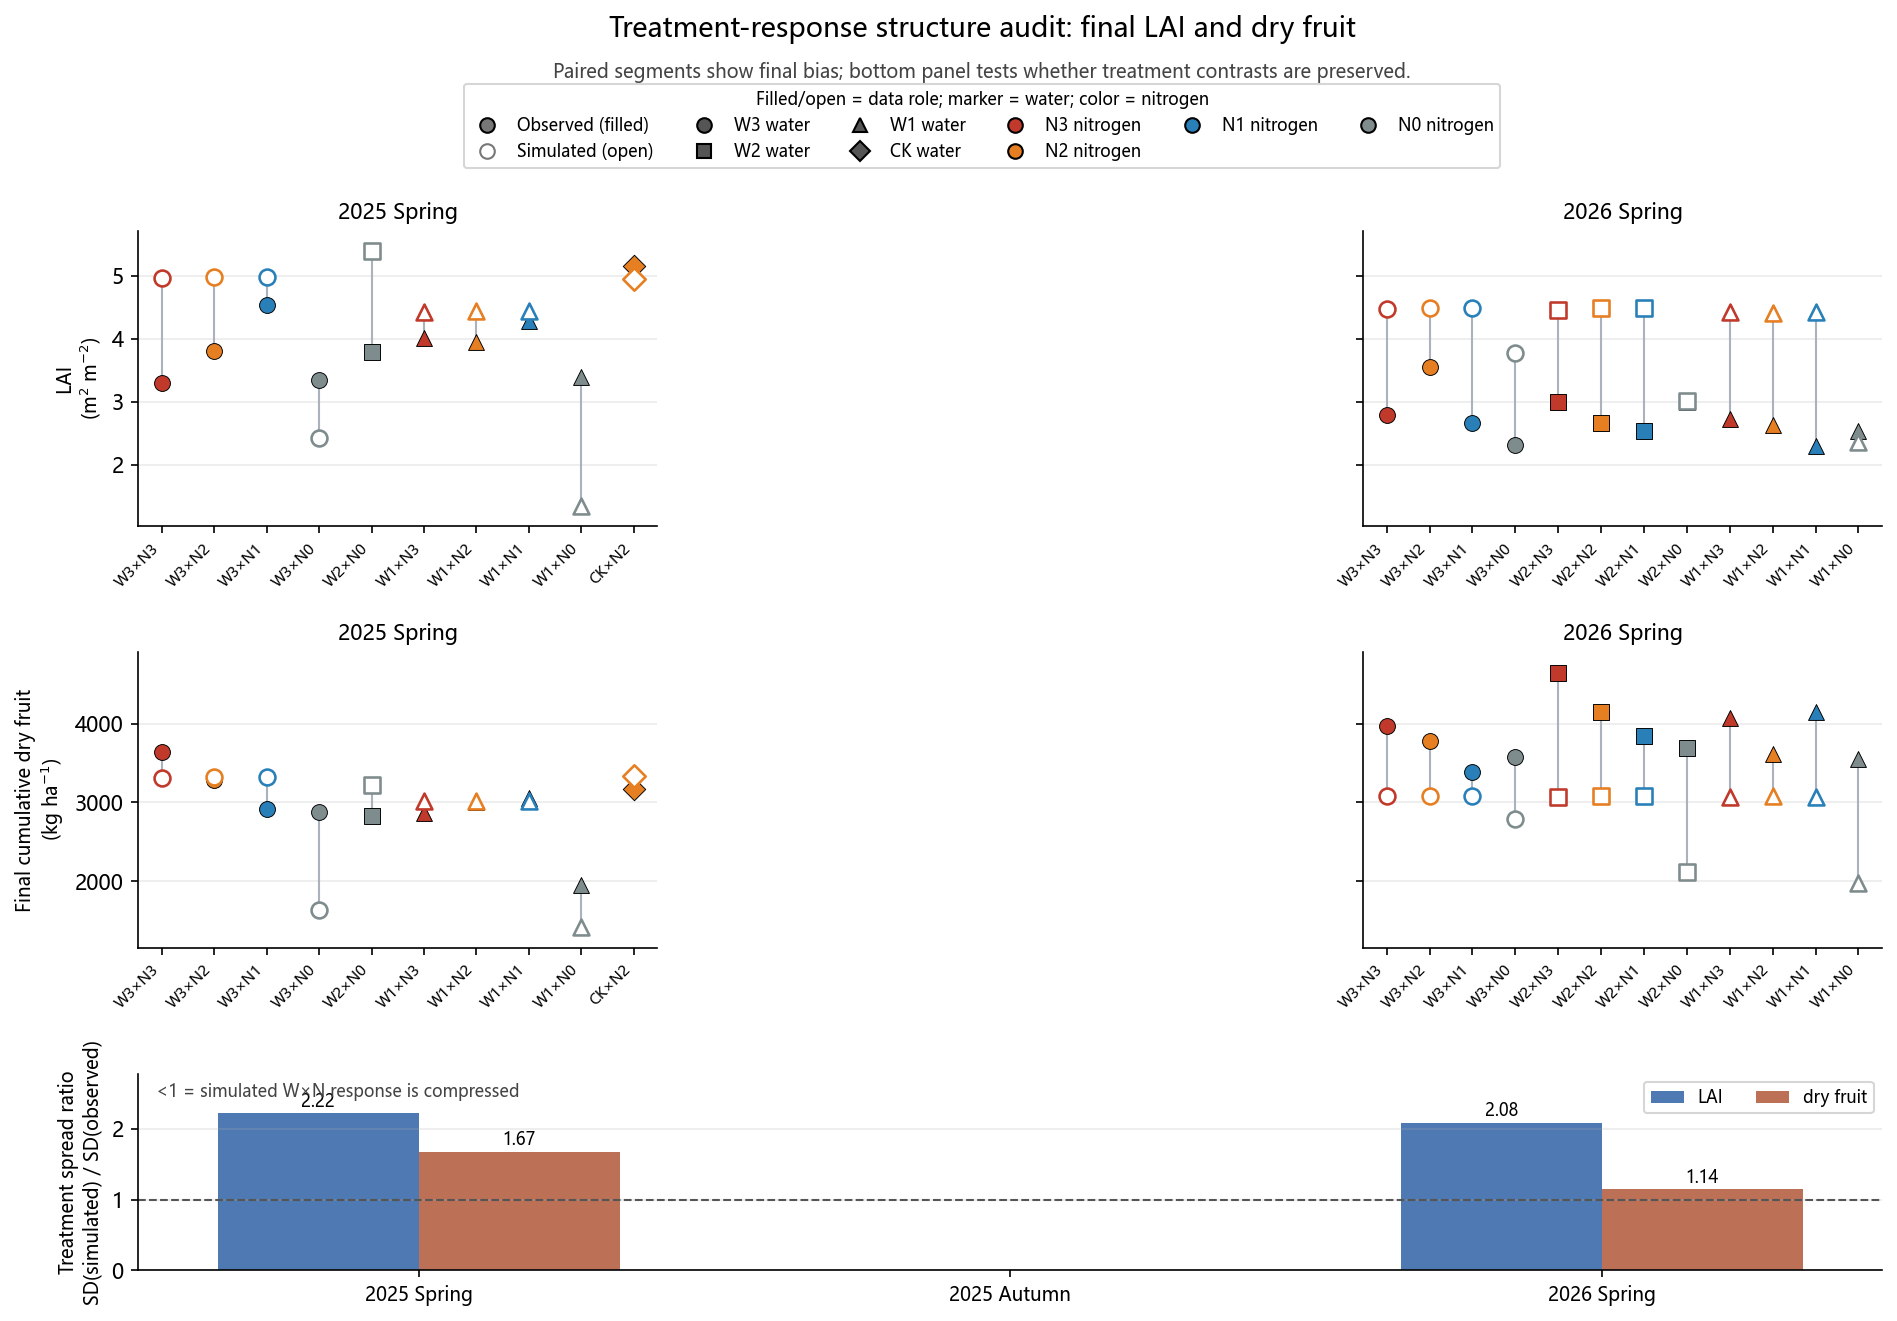 Treatment-response structure audit: final LAI and dry fruit
Paired segments show final bias; bottom panel tests whether treatment contrasts are preserved.
Filled/open = data role; marker = water; color = nitrogen
Observed (filled) W3 water W1 water N3 nitrogen N1 nitrogen N0 nitrogen
Simulated (open) W2 water CK water N2 nitrogen
2025 Spring
LAI
(m² m⁻²)
5
4
3
2
W3×N3 W3×N2 W3×N1 W3×N0 W2×N0 W1×N3 W1×N2 W1×N1 W1×N0 CK×N2
2026 Spring
W3×N3 W3×N2 W3×N1 W3×N0 W2×N3 W2×N2 W2×N1 W2×N0 W1×N3 W1×N2 W1×N1 W1×N0
2025 Spring
Final cumulative dry fruit
(kg ha⁻¹)
4000
3000
2000
W3×N3 W3×N2 W3×N1 W3×N0 W2×N0 W1×N3 W1×N2 W1×N1 W1×N0 CK×N2
2026 Spring
W3×N3 W3×N2 W3×N1 W3×N0 W2×N3 W2×N2 W2×N1 W2×N0 W1×N3 W1×N2 W1×N1 W1×N0
Treatment spread ratio
SD(simulated) / SD(observed)
<1 = simulated W×N response is compressed
LAI dry fruit
2
1
0
2.22
1.67
2.08
1.14
2025 Spring 2025 Autumn 2026 Spring